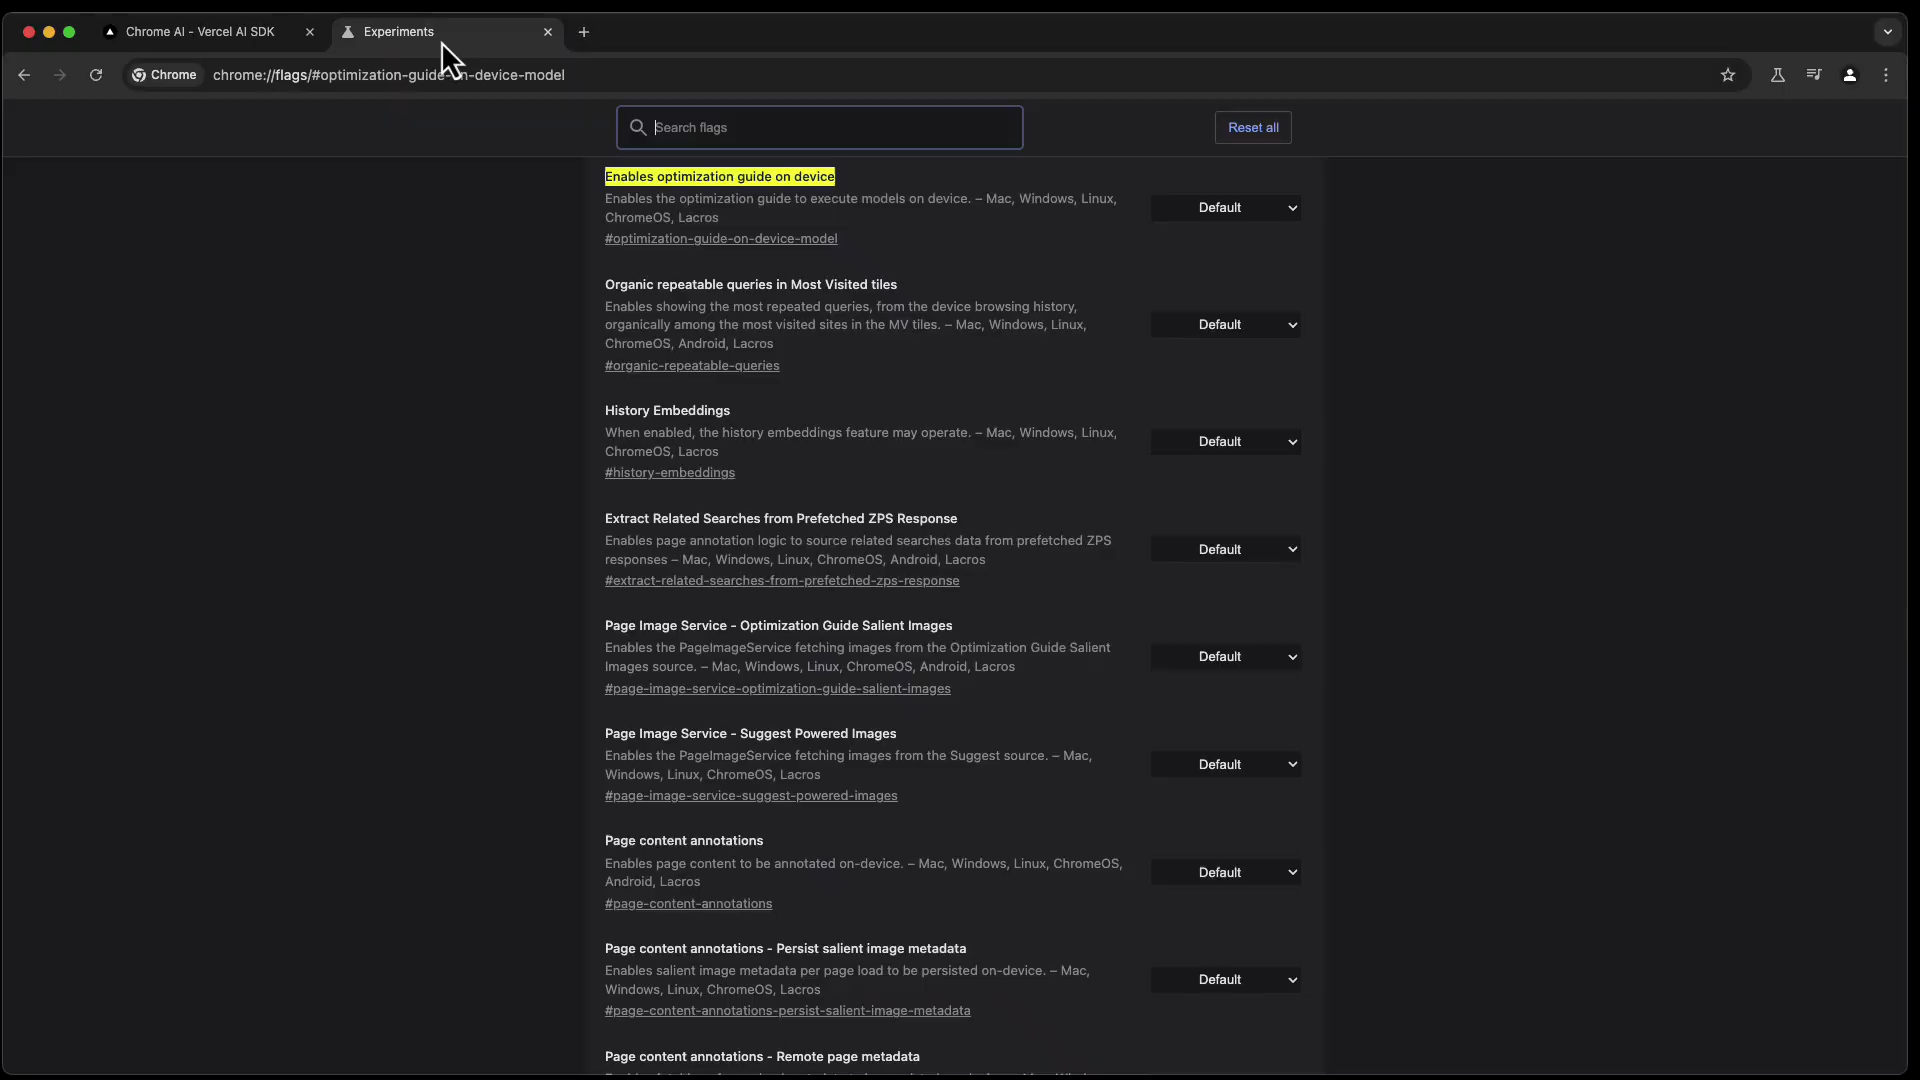 Chrome AI - Vercel AI SDK
Experiments
Chrome
chrome://flags/#optimization-guide-on-device-model
Search flags
Reset all
Enables optimization guide on device
Enables the optimization guide to execute models on device. – Mac, Windows, Linux,
ChromeOS, Lacros
#optimization-guide-on-device-model
Default
Organic repeatable queries in Most Visited tiles
Enables showing the most repeated queries, from the device browsing history,
organically among the most visited sites in the MV tiles. – Mac, Windows, Linux,
ChromeOS, Android, Lacros
#organic-repeatable-queries
Default
History Embeddings
When enabled, the history embeddings feature may operate. – Mac, Windows, Linux,
ChromeOS, Lacros
#history-embeddings
Default
Extract Related Searches from Prefetched ZPS Response
Enables page annotation logic to source related searches data from prefetched ZPS
responses – Mac, Windows, Linux, ChromeOS, Android, Lacros
#extract-related-searches-from-prefetched-zps-response
Default
Page Image Service - Optimization Guide Salient Images
Enables the PageImageService fetching images from the Optimization Guide Salient
Images source. – Mac, Windows, Linux, ChromeOS, Android, Lacros
#page-image-service-optimization-guide-salient-images
Default
Page Image Service - Suggest Powered Images
Enables the PageImageService fetching images from the Suggest source. – Mac,
Windows, Linux, ChromeOS, Lacros
#page-image-service-suggest-powered-images
Default
Page content annotations
Enables page content to be annotated on-device. – Mac, Windows, Linux, ChromeOS,
Android, Lacros
#page-content-annotations
Default
Page content annotations - Persist salient image metadata
Enables salient image metadata per page load to be persisted on-device. – Mac,
Windows, Linux, ChromeOS, Lacros
#page-content-annotations-persist-salient-image-metadata
Default
Page content annotations - Remote page metadata